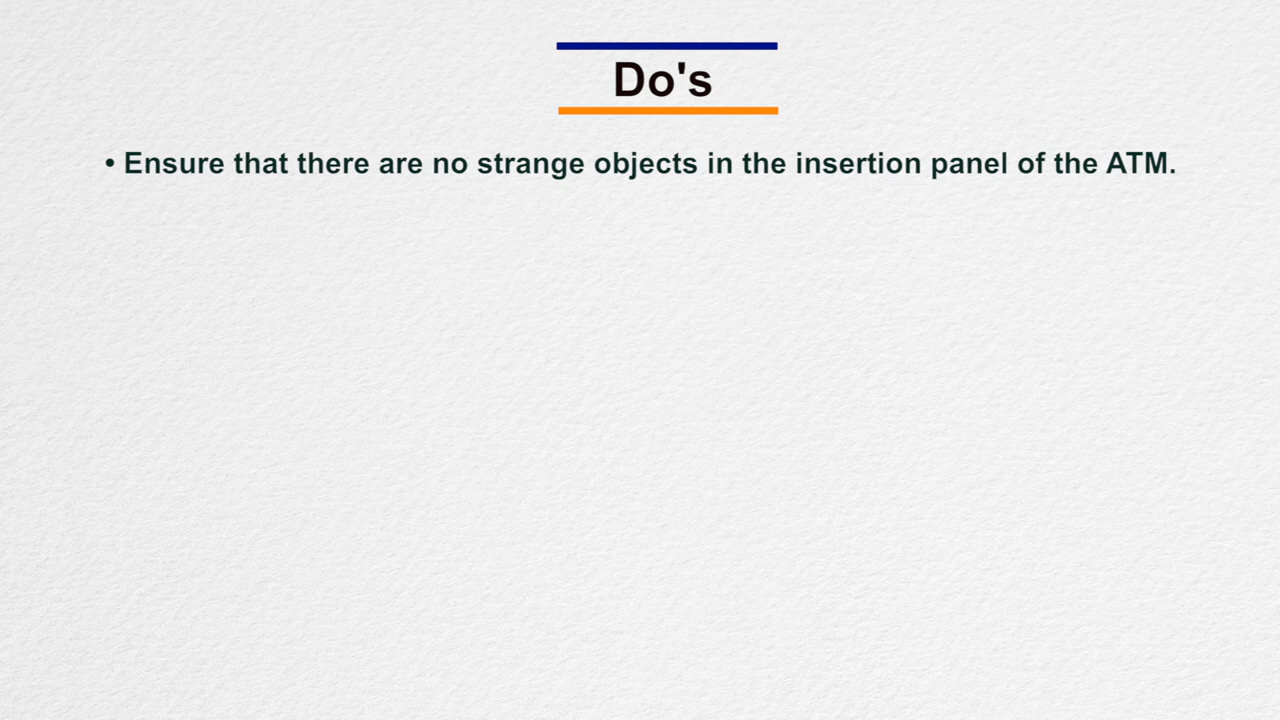 Do's
• Ensure that there are no strange objects in the insertion panel of the ATM.